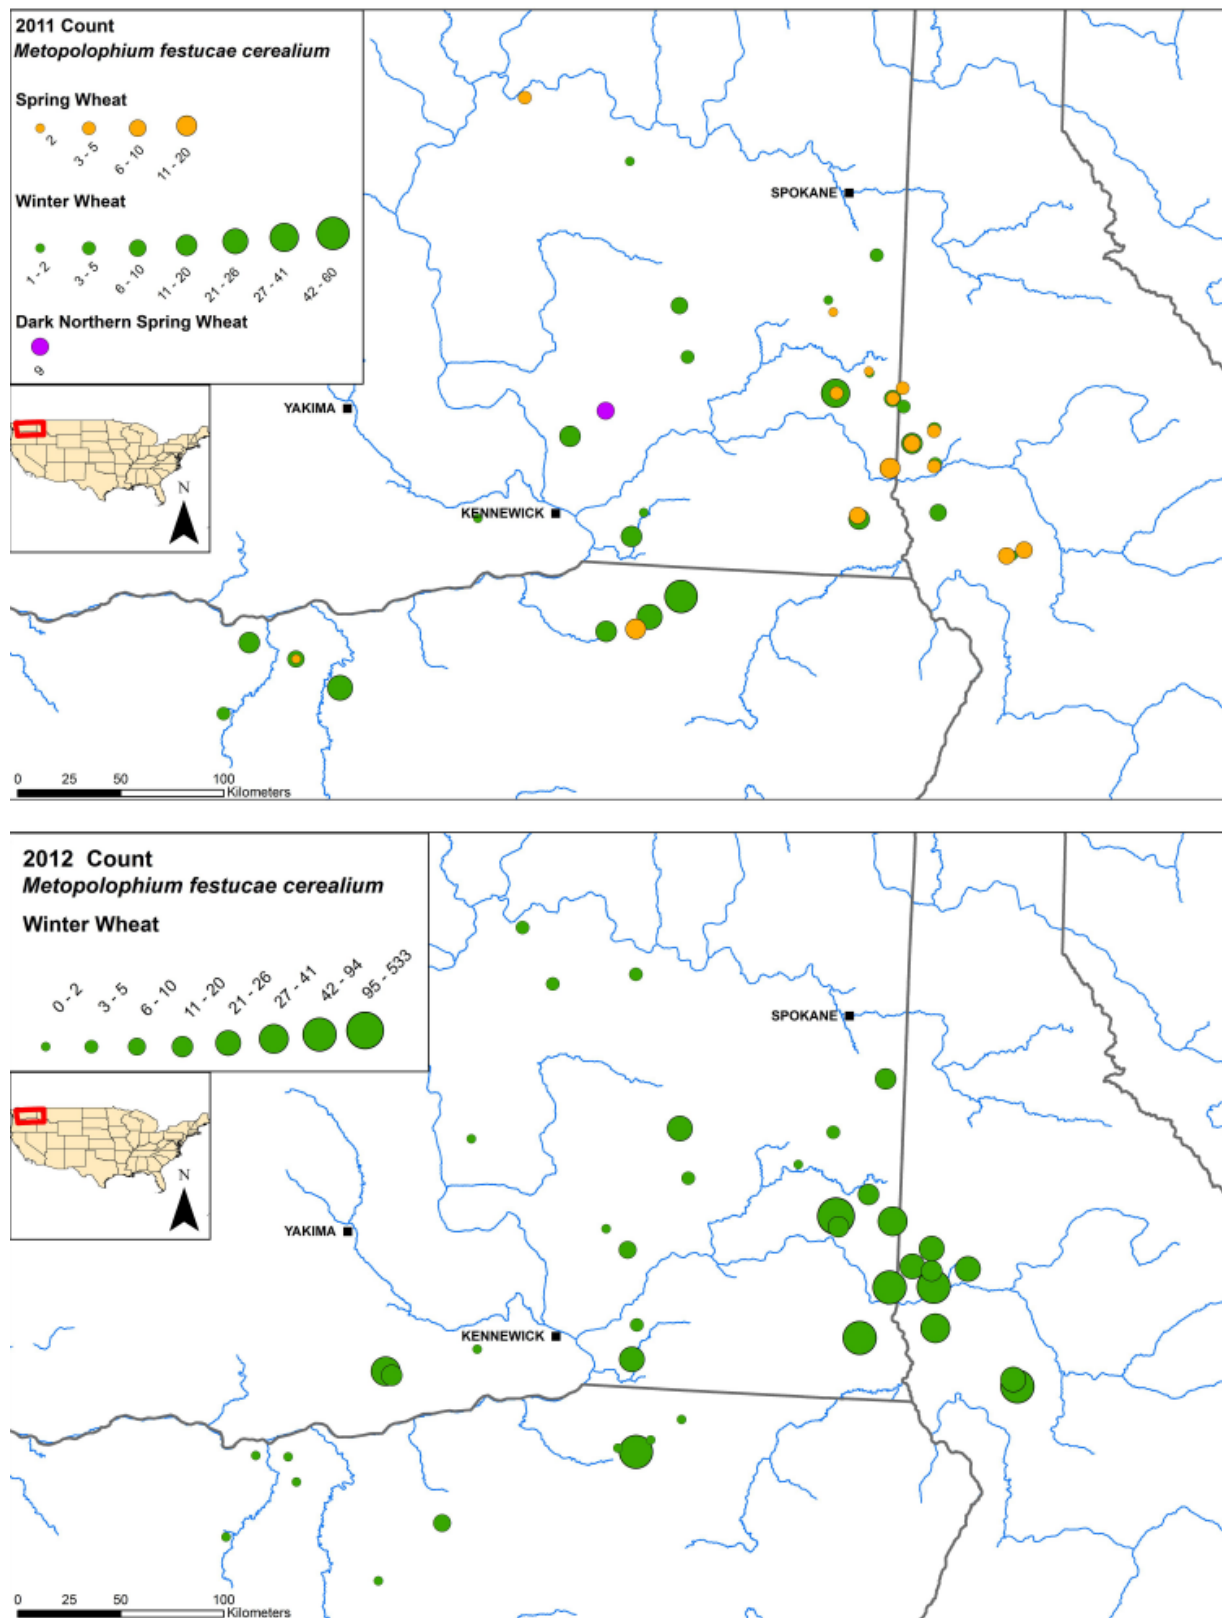 2011 Count
Metopolophium festucae cerealium
Spring Wheat
2
3 - 5
6 - 10
11 - 20
Winter Wheat
1 - 2
3 - 5
6 - 10
11 - 20
21 - 26
27 - 41
42 - 60
Dark Northern Spring Wheat
9
N
SPOKANE
YAKIMA
KENNEWICK
0 25 50 100
Kilometers
2012 Count
Metopolophium festucae cerealium
Winter Wheat
0 - 2
3 - 5
6 - 10
11 - 20
21 - 26
27 - 41
42 - 94
95 - 533
N
SPOKANE
YAKIMA
KENNEWICK
0 25 50 100
Kilometers